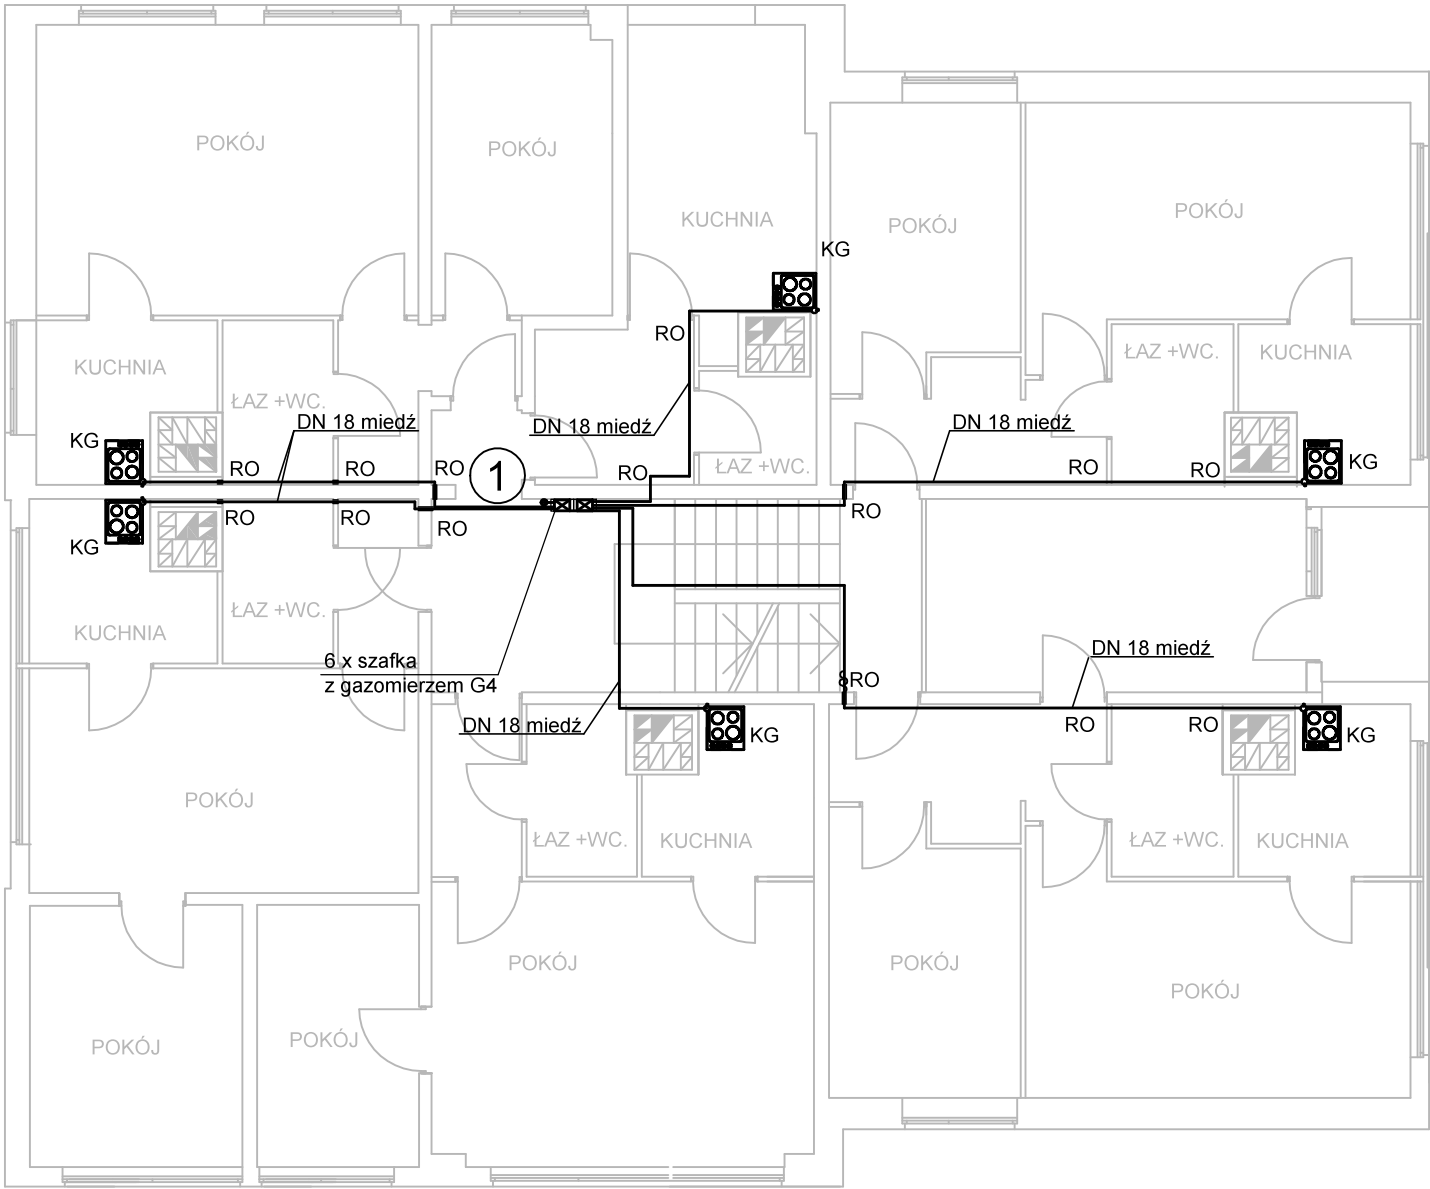 POKÓJ
POKÓJ
KUCHNIA
POKÓJ
POKÓJ
KG
RO
KUCHNIA
ŁAZ +WC.
ŁAZ +WC.
KUCHNIA
DN 18 miedź
DN 18 miedź
DN 18 miedź
KG
RO
RO
RO
1
RO
ŁAZ +WC.
RO
RO
KG
RO
RO
RO
RO
KG
ŁAZ +WC.
KUCHNIA
6 x szafka
z gazomierzem G4
DN 18 miedź
8
RO
DN 18 miedź
KG
RO
RO
KG
POKÓJ
ŁAZ +WC.
KUCHNIA
ŁAZ +WC.
KUCHNIA
POKÓJ
POKÓJ
POKÓJ
POKÓJ
POKÓJ